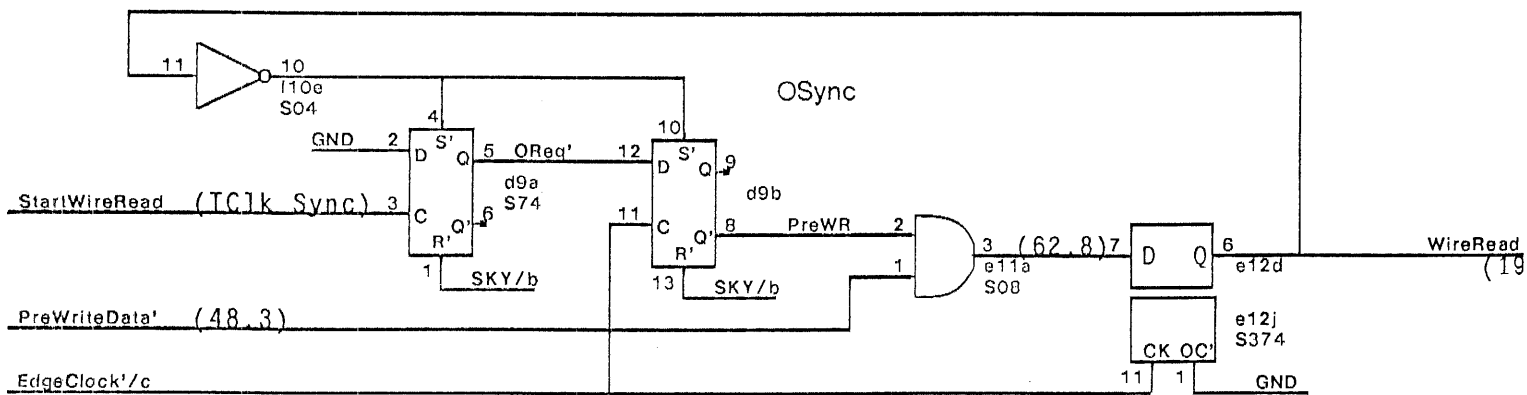 11
10
i10e
S04
OSync
4
GND
2
S'
D
Q
5
OReq'
d9a
S74
StartWireRead
(TClk Sync)
3
C
Q'
6
R'
1
SKY/b
10
12
S'
D
Q
9
d9b
11
C
Q'
8
PreWR
R'
13
SKY/b
2
1
3
e11a
S08
(62.8)
7
D
Q
6
e12d
WireRead
(19
PreWriteData'
(48.3)
e12j
S374
CK
OC'
EdgeClock'/c
11
1
GND